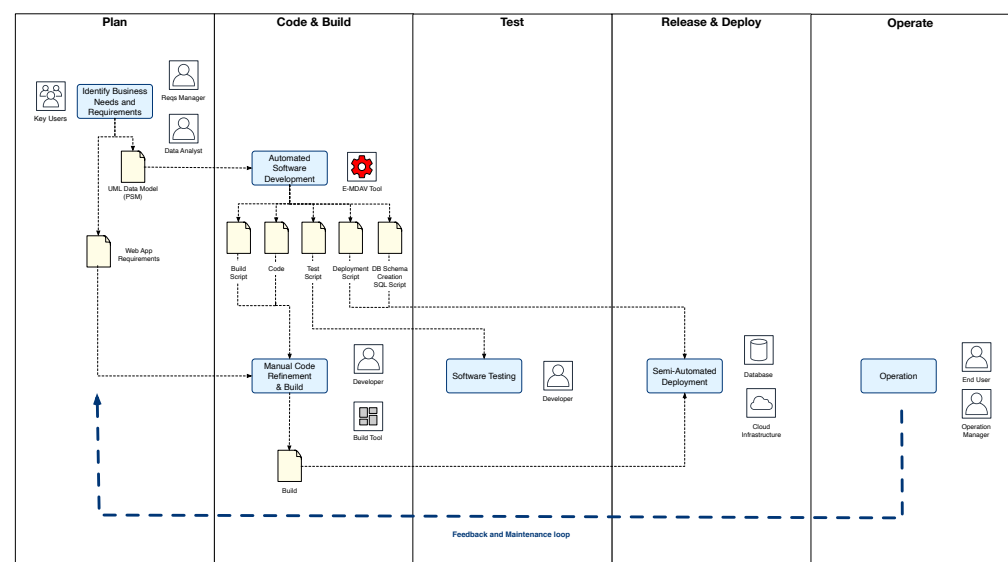 Plan
Code & Build
Test
Release & Deploy
Operate
Identify Business
Needs and
Requirements
Key Users
Reqs Manager
Data Analyst
UML Data Model
(PSM)
Web App
Requirements
Automated
Software
Development
E-MDAV Tool
Build
Script
Code
Test
Script
Deployment
Script
DB Schema
Creation
SQL Script
Manual Code
Refinement
& Build
Developer
Build Tool
Build
Software Testing
Developer
Semi-Automated
Deployment
Database
Cloud
Infrastructure
Operation
End User
Operation
Manager
Feedback and Maintenance loop